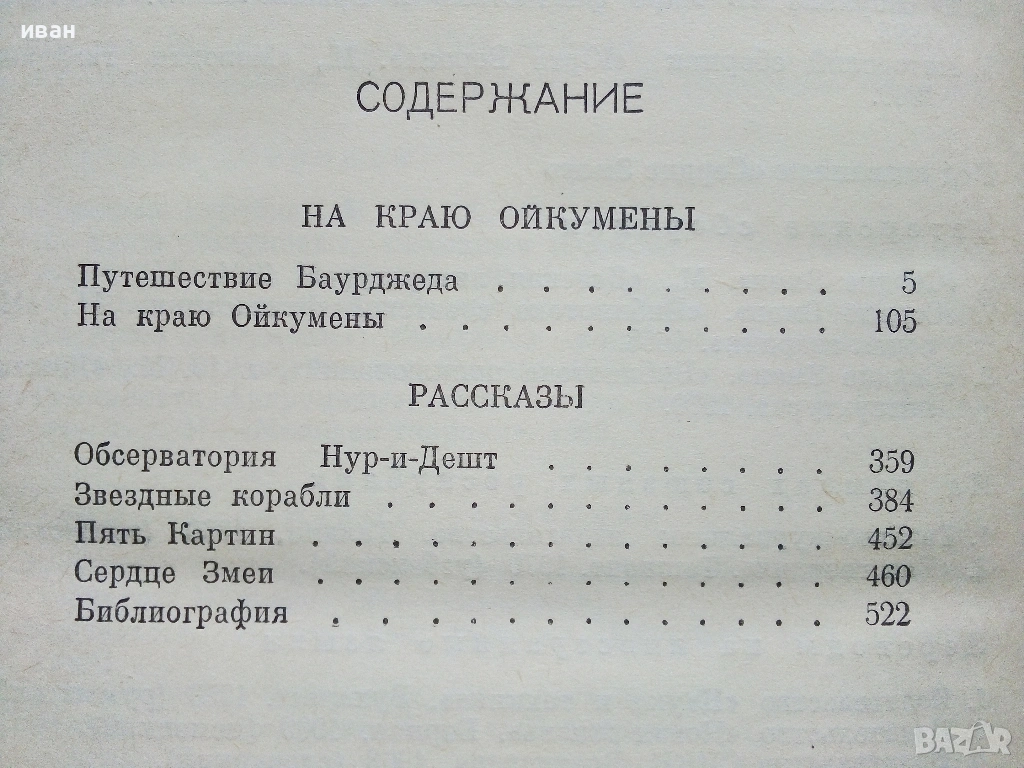 иван
СОДЕРЖАНИЕ
НА КРАЮ ОЙКУМЕНЫ
Путешествие Баурджеда . . . . . . . . . 5
На краю Ойкумены . . . . . . . . . . . 105
РАССКАЗЫ
Обсерватория Нур-и-Дешт . . . . . . . . 359
Звездные корабли . . . . . . . . . . . . 384
Пять Картин . . . . . . . . . . . . . . 452
Сердце Змеи . . . . . . . . . . . . . . 460
Библиография . . . . . . . . . . . . . 522
BAZAR